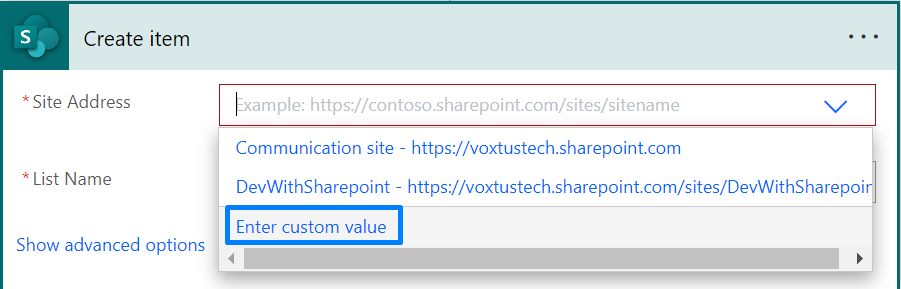 S
Create item
* Site Address
Example: https://contoso.sharepoint.com/sites/sitename
Communication site - https://voxtustech.sharepoint.com
* List Name
DevWithSharepoint - https://voxtustech.sharepoint.com/sites/DevWithSharepoin
Enter custom value
Show advanced options